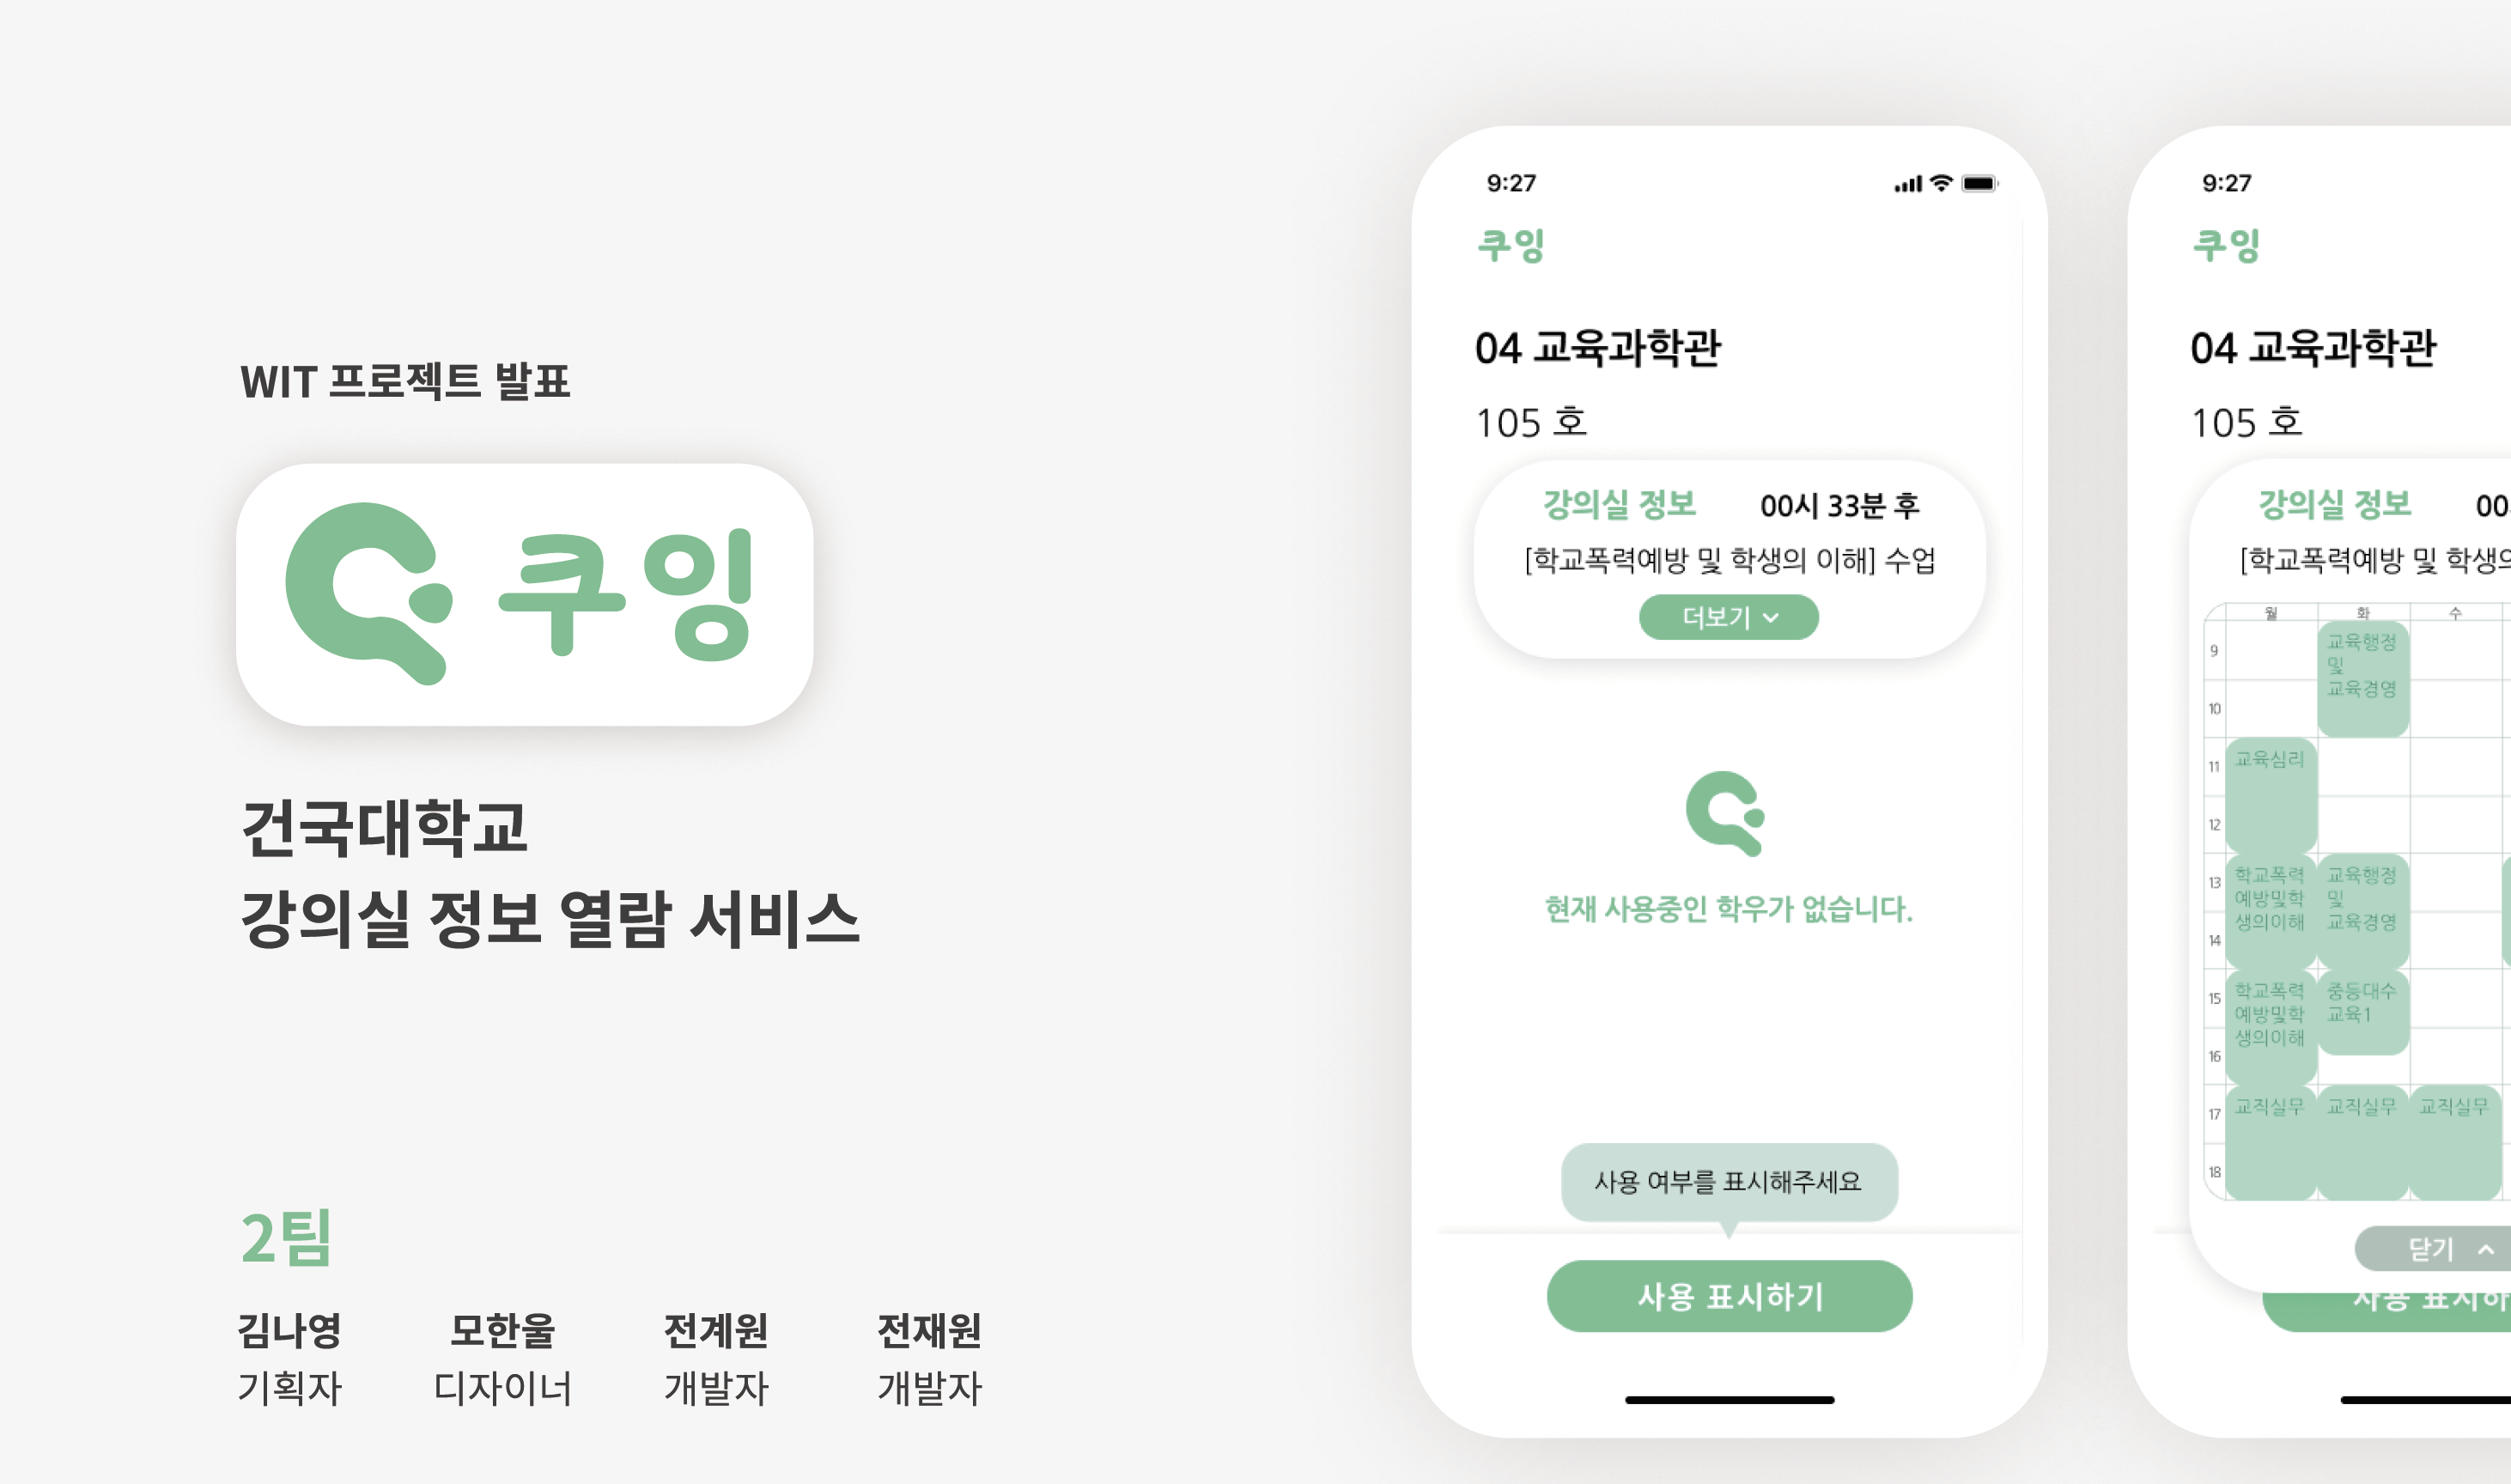 WIT 프로젝트 발표
쿠잉
건국대학교
강의실 정보 열람 서비스
2팀
김나영 모한울 전계원 전재원
기획자 디자이너 개발자 개발자
9:27
쿠잉
04 교육과학관
105 호
강의실 정보 00시 33분 후
[학교폭력예방 및 학생의 이해] 수업
더보기
현재 사용중인 학우가 없습니다.
사용 여부를 표시해주세요
사용 표시하기
9:27
쿠잉
04 교육과학관
105 호
강의실 정보 00
[학교폭력예방 및 학생의
월 화 수
9
교육행정
및
교육경영
10
11 교육심리
12
13
학교폭력 교육행정
예방및학 및
생의이해 교육경영
14
15
학교폭력 중등대수
예방및학 교육1
생의이해
16
17 교직실무 교직실무 교직실무
18
닫기
사용 표시하